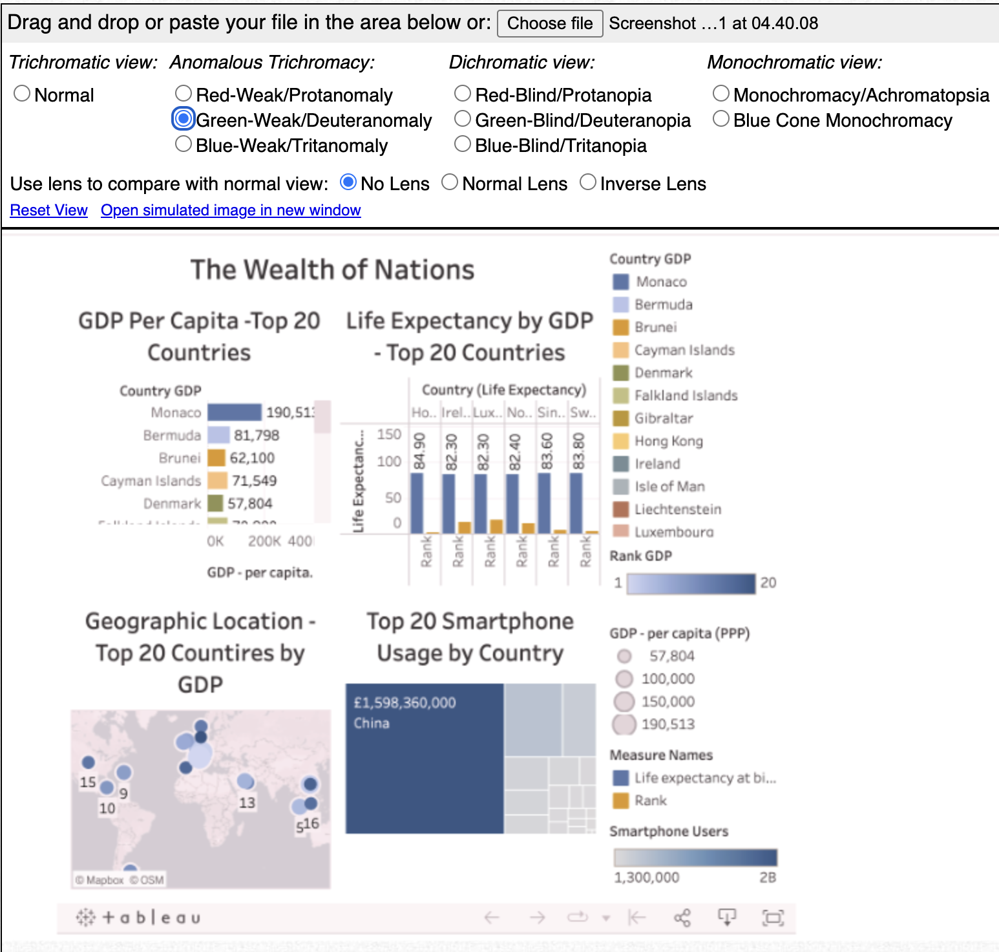 Drag and drop or paste your file in the area below or: Choose file Screenshot ...1 at 04.40.08
Trichromatic view: Anomalous Trichromacy: Dichromatic view: Monochromatic view:
Normal Red-Weak/Protanomaly Red-Blind/Protanopia Monochromacy/Achromatopsia
Green-Weak/Deuteranomaly Green-Blind/Deuteranopia Blue Cone Monochromacy
Blue-Weak/Tritanomaly Blue-Blind/Tritanopia
Use lens to compare with normal view: No Lens Normal Lens Inverse Lens
Reset View Open simulated image in new window
The Wealth of Nations
GDP Per Capita -Top 20
Countries
Country GDP
Monaco 190,513
Bermuda 81,798
Brunei 62,100
Cayman Islands 71,549
Denmark 57,804
Falkland Islands
0K 200K 400
GDP - per capita.
Life Expectancy by GDP
- Top 20 Countries
Country (Life Expectancy)
Ho.. Irel.. Lux.. No.. Sin.. Sw..
Life Expectanc...
150
100
50
0
84.90 82.30 82.30 82.40 83.60 83.80
Rank Rank Rank Rank Rank Rank
Country GDP
Monaco
Bermuda
Brunei
Cayman Islands
Denmark
Falkland Islands
Gibraltar
Hong Kong
Ireland
Isle of Man
Liechtenstein
Luxembourg
Rank GDP
1 20
Geographic Location -
Top 20 Countires by
GDP
15
9
10
13
5 16
© Mapbox © OSM
Top 20 Smartphone
Usage by Country
£1,598,360,000
China
GDP - per capita (PPP)
57,804
100,000
150,000
190,513
Measure Names
Life expectancy at bi...
Rank
Smartphone Users
1,300,000 2B
+ a b | e a u